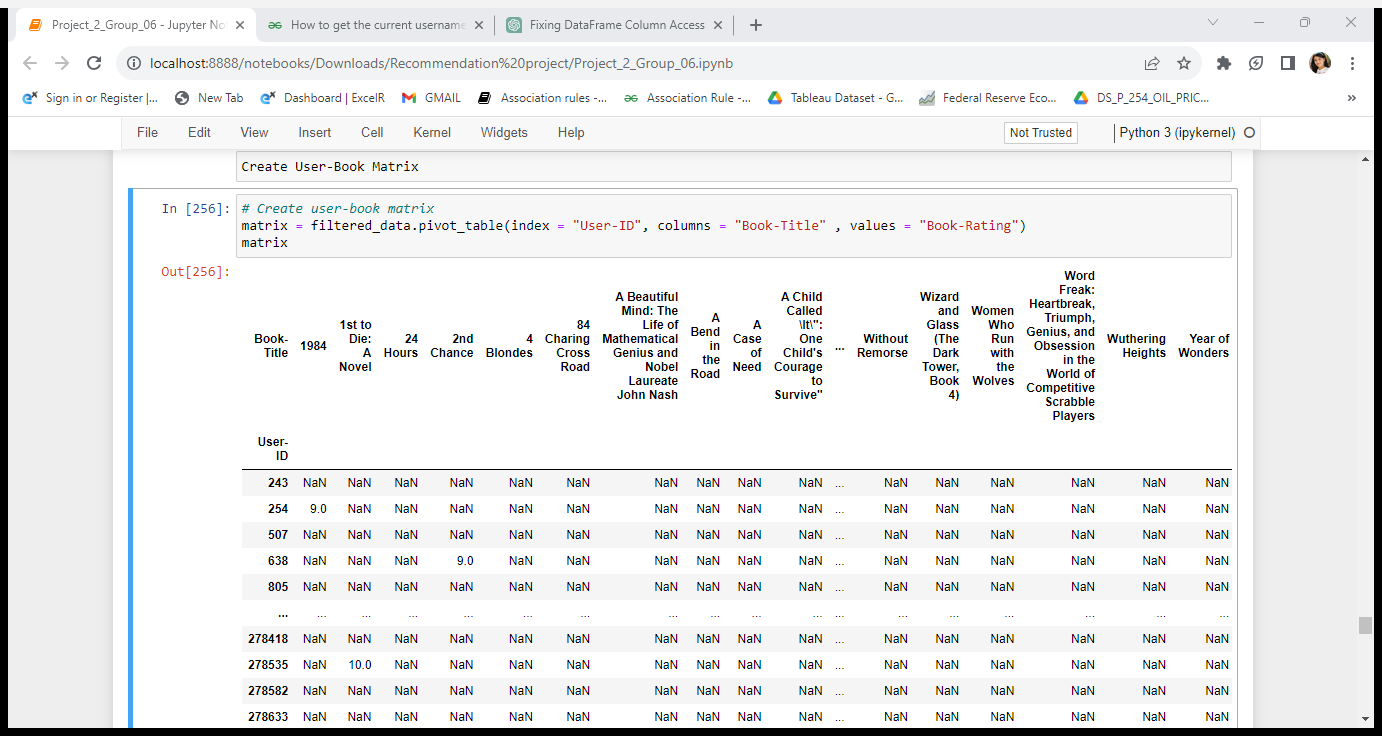 Project_2_Group_06 - Jupyter No
How to get the current username
Fixing DataFrame Column Access
localhost:8888/notebooks/Downloads/Recommendation%20project/Project_2_Group_06.ipynb
Sign in or Register |... New Tab Dashboard | ExcelR GMAIL Association rules -... Association Rule -... Tableau Dataset - G... Federal Reserve Eco... DS_P_254_OIL_PRIC... »
File Edit View Insert Cell Kernel Widgets Help Not Trusted Python 3 (ipykernel)
Create User-Book Matrix
In [256]: # Create user-book matrix
matrix = filtered_data.pivot_table(index = "User-ID", columns = "Book-Title" , values = "Book-Rating")
matrix
Out[256]:
Book-
Title
1984
1st to
Die:
A
Novel
24
Hours
2nd
Chance
4
Blondes
84
Charing
Cross
Road
A Beautiful
Mind: The
Life of
Mathematical
Genius and
Nobel
Laureate
John Nash
A
Bend
in
the
Road
A
Case
of
Need
A Child
Called
\It\":
One
Child's
Courage
to
Survive"
...
Without
Remorse
Wizard
and
Glass
(The
Dark
Tower,
Book
4)
Women
Who
Run
with
the
Wolves
Word
Freak:
Heartbreak,
Triumph,
Genius, and
Obsession
in the
World of
Competitive
Scrabble
Players
Wuthering
Heights
Year of
Wonders
User-
ID
243 NaN NaN NaN NaN NaN NaN NaN NaN NaN NaN ... NaN NaN NaN NaN NaN NaN
254 9.0 NaN NaN NaN NaN NaN NaN NaN NaN NaN ... NaN NaN NaN NaN NaN NaN
507 NaN NaN NaN NaN NaN NaN NaN NaN NaN NaN ... NaN NaN NaN NaN NaN NaN
638 NaN NaN NaN 9.0 NaN NaN NaN NaN NaN NaN ... NaN NaN NaN NaN NaN NaN
805 NaN NaN NaN NaN NaN NaN NaN NaN NaN NaN ... NaN NaN NaN NaN NaN NaN
... ... ... ... ... ... ... ... ... ... ... ... ... ... ... ... ... ...
278418 NaN NaN NaN NaN NaN NaN NaN NaN NaN NaN ... NaN NaN NaN NaN NaN NaN
278535 NaN 10.0 NaN NaN NaN NaN NaN NaN NaN NaN ... NaN NaN NaN NaN NaN NaN
278582 NaN NaN NaN NaN NaN NaN NaN NaN NaN NaN ... NaN NaN NaN NaN NaN NaN
278633 NaN NaN NaN NaN NaN NaN NaN NaN NaN NaN ... NaN NaN NaN NaN NaN NaN